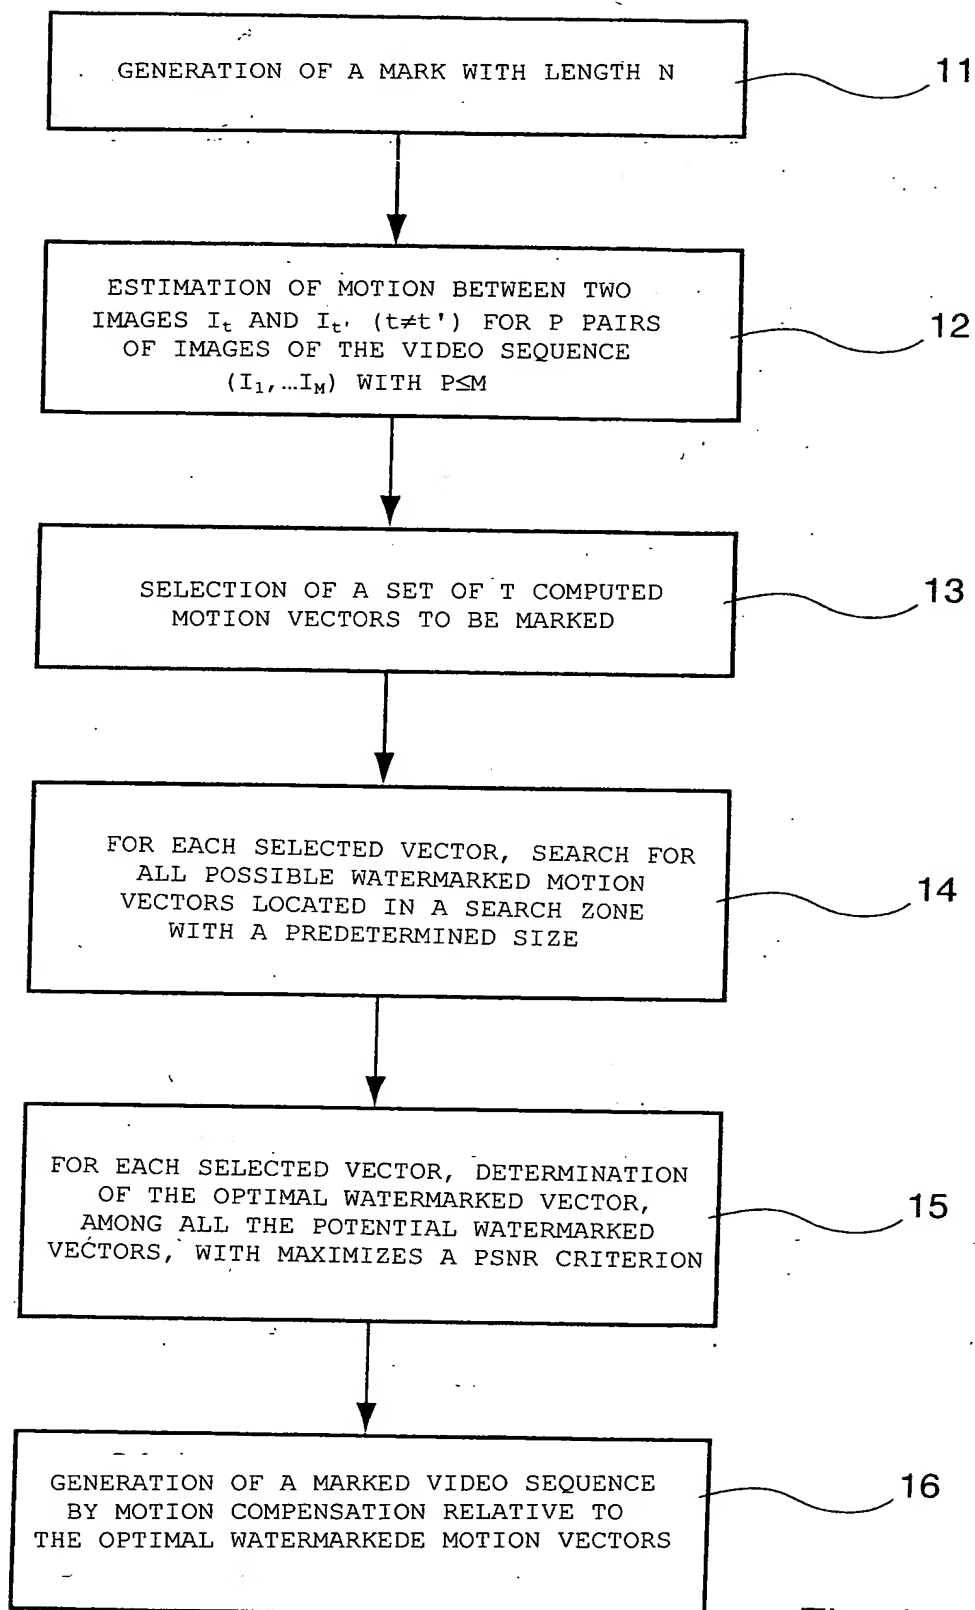 GENERATION OF A MARK WITH LENGTH N
11
ESTIMATION OF MOTION BETWEEN TWO
IMAGES Iₜ AND Iₜ' (t≠t') FOR P PAIRS
OF IMAGES OF THE VIDEO SEQUENCE
(I₁,…I_M) WITH P≤M
12
SELECTION OF A SET OF T COMPUTED
MOTION VECTORS TO BE MARKED
13
FOR EACH SELECTED VECTOR, SEARCH FOR
ALL POSSIBLE WATERMARKED MOTION
VECTORS LOCATED IN A SEARCH ZONE
WITH A PREDETERMINED SIZE
14
FOR EACH SELECTED VECTOR, DETERMINATION
OF THE OPTIMAL WATERMARKED VECTOR,
AMONG ALL THE POTENTIAL WATERMARKED
VECTORS, WITH MAXIMIZES A PSNR CRITERION
15
GENERATION OF A MARKED VIDEO SEQUENCE
BY MOTION COMPENSATION RELATIVE TO
THE OPTIMAL WATERMARKEDE MOTION VECTORS
16